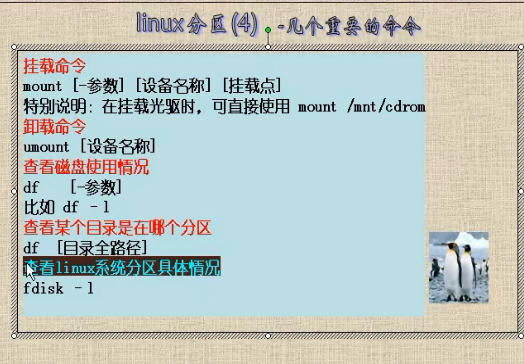 linux分区(4) -几个重要的命令
挂载命令
mount [-参数] [设备名称] [挂载点]
特别说明: 在挂载光驱时, 可直接使用 mount /mnt/cdrom
卸载命令
umount [设备名称]
查看磁盘使用情况
df [-参数]
比如 df -l
查看某个目录是在哪个分区
df [目录全路径]
查看linux系统分区具体情况
fdisk -l